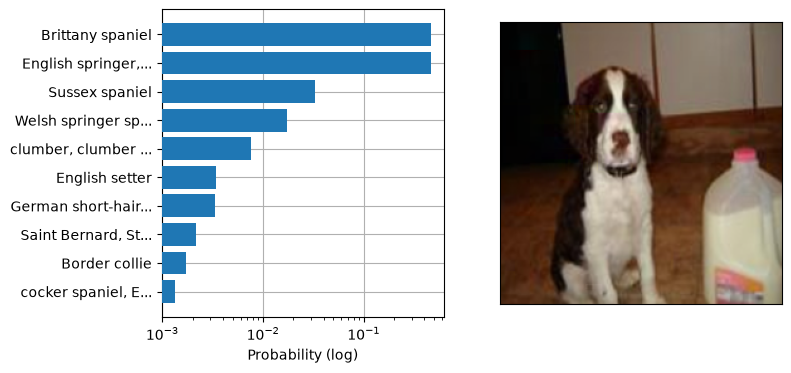 Brittany spaniel
English springer,...
Sussex spaniel
Welsh springer sp...
clumber, clumber ...
English setter
German short-hair...
Saint Bernard, St...
Border collie
cocker spaniel, E...
10⁻³ 10⁻² 10⁻¹
Probability (log)